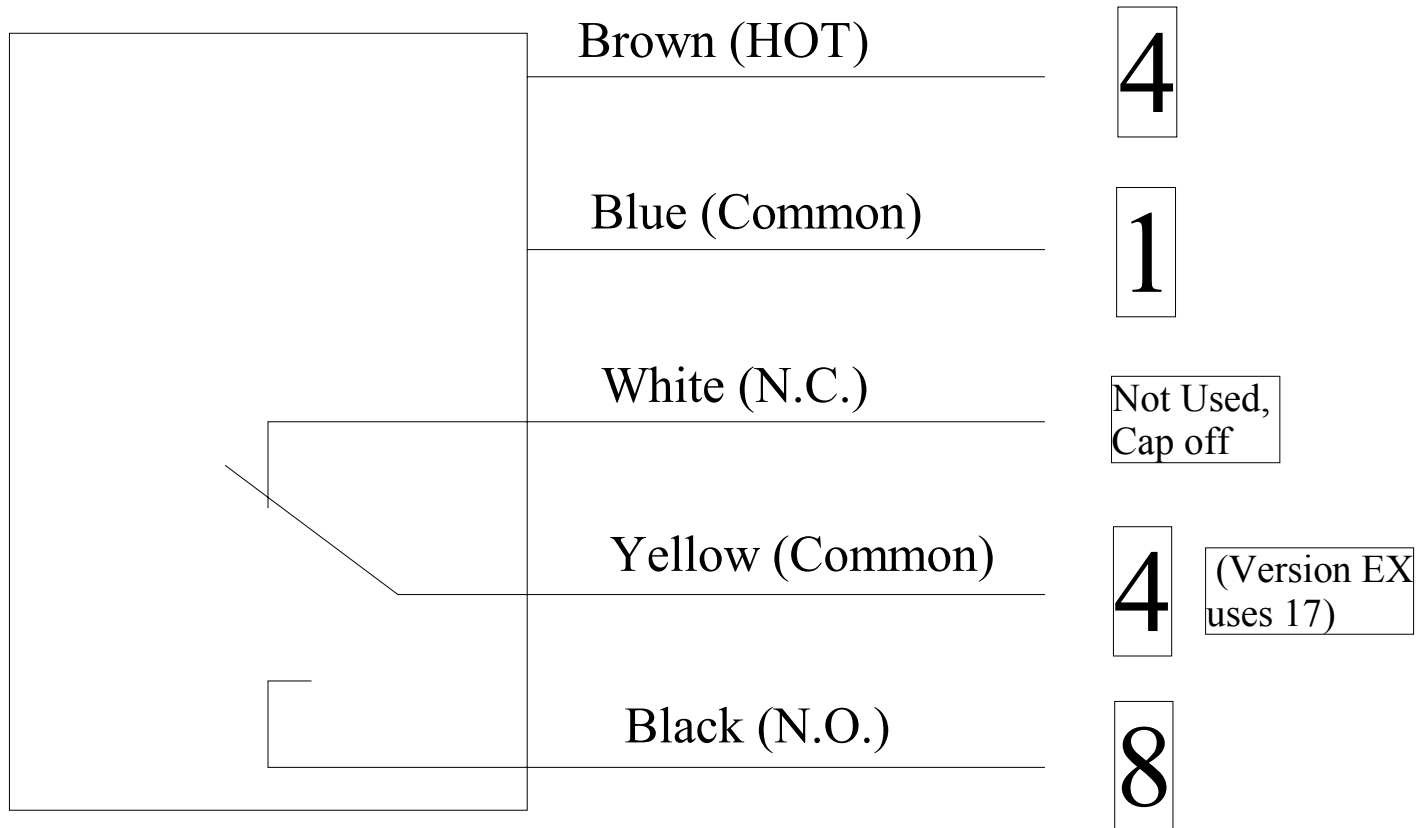 Brown (HOT)
4
Blue (Common)
1
White (N.C.)
Not Used,
Cap off
Yellow (Common)
4
(Version EX
uses 17)
Black (N.O.)
8